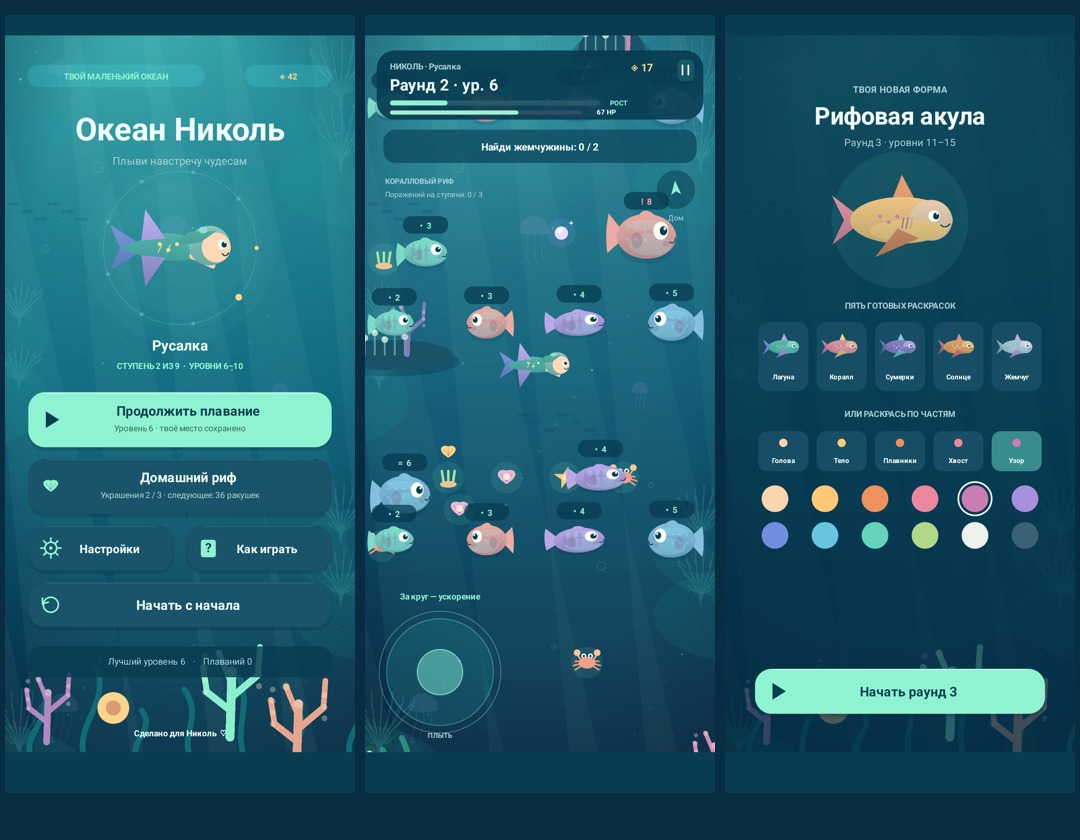 ТВОЙ МАЛЕНЬКИЙ ОКЕАН
42
Океан Николь
Плыви навстречу чудесам
Русалка
СТУПЕНЬ 2 ИЗ 9 · УРОВНИ 6–10
Продолжить плавание
Уровень 6 · твоё место сохранено
Домашний риф
Украшения 2 / 3 · следующее: 36 ракушек
Настройки
? Как играть
Начать с начала
Лучший уровень 6 · Плаваний 0
Сделано для Николь ♡
НИКОЛЬ · Русалка
17
Раунд 2 · ур. 6
РОСТ
67 HP
Найди жемчужины: 0 / 2
КОРАЛЛОВЫЙ РИФ
Поражений на ступени: 0 / 3
! 8
Дом
• 3
• 2
• 3
• 4
• 5
• 4
= 6
• 2
• 3
• 4
• 5
За круг — ускорение
ПЛЫТЬ
ТВОЯ НОВАЯ ФОРМА
Рифовая акула
Раунд 3 · уровни 11–15
ПЯТЬ ГОТОВЫХ РАСКРАСОК
Лагуна
Коралл
Сумерки
Солнце
Жемчуг
ИЛИ РАСКРАСЬ ПО ЧАСТЯМ
Голова
Тело
Плавники
Хвост
Узор
Начать раунд 3